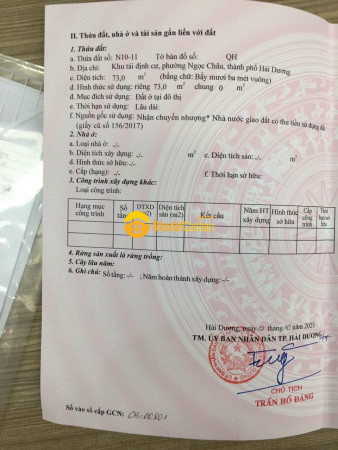 II. Thửa đất, nhà ở và tài sản gắn liền với đất
1. Thửa đất:
a. Thửa đất số: N10-11 Tờ bản đồ số: QH
b. Địa chỉ: Khu tái định cư, phường Ngọc Châu, thành phố Hải Dương
c. Diện tích: 73,0 m² (bằng chữ: Bảy mươi ba mét vuông)
d. Hình thức sử dụng: riêng 73,0 m² chung 0 m²
đ. Mục đích sử dụng: Đất ở tại đô thị
e. Thời hạn sử dụng: Lâu dài
f. Nguồn gốc sử dụng: Nhận chuyển nhượng* Nhà nước giao đất có thu tiền sử dụng đất
(giấy cũ số 156/2017)
2. Nhà ở:
a. Loại nhà ở: -/-
b. Diện tích xây dựng: -/- m² c. Diện tích sàn: -/- m²
d. Hình thức sở hữu: -/-
e. Cấp (hạng): -/- f. Thời hạn sở hữu:
3. Công trình xây dựng khác:
Loại công trình:
Hạng mục công trình Số tầng DTXD (m2) Diện tích sàn (m2) Kết cấu Năm HT xây dựng Hình thức sở hữu Cấp công trình Thời hạn sở hữu
4. Rừng sản xuất là rừng trồng:
5. Cây lâu năm:
6. Ghi chú: Số tầng: -/- ; Năm hoàn thành xây dựng: -/-
Hải Dương, ngày tháng năm 2021
TM. ỦY BAN NHÂN DÂN TP. HẢI DƯƠNG
CHỦ TỊCH
TRẦN HỒ ĐĂNG
Số vào sổ cấp GCN: CH-00801